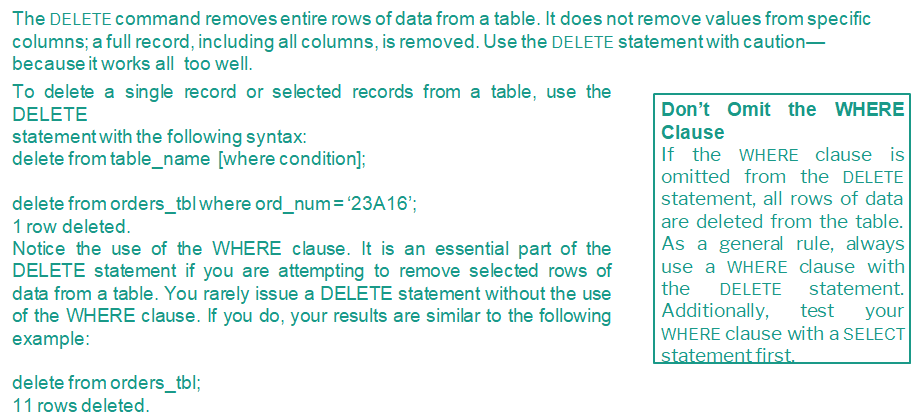 The DELETE command removes entire rows of data from a table. It does not remove values from specific
columns; a full record, including all columns, is removed. Use the DELETE statement with caution—
because it works all too well.
To delete a single record or selected records from a table, use the
DELETE
statement with the following syntax:
delete from table_name [where condition];
delete from orders_tbl where ord_num = ‘23A16’;
1 row deleted.
Notice the use of the WHERE clause. It is an essential part of the
DELETE statement if you are attempting to remove selected rows of
data from a table. You rarely issue a DELETE statement without the use
of the WHERE clause. If you do, your results are similar to the following
example:
delete from orders_tbl;
11 rows deleted.
Don’t Omit the WHERE
Clause
If the WHERE clause is
omitted from the DELETE
statement, all rows of data
are deleted from the table.
As a general rule, always
use a WHERE clause with
the DELETE statement.
Additionally, test your
WHERE clause with a SELECT
statement first.